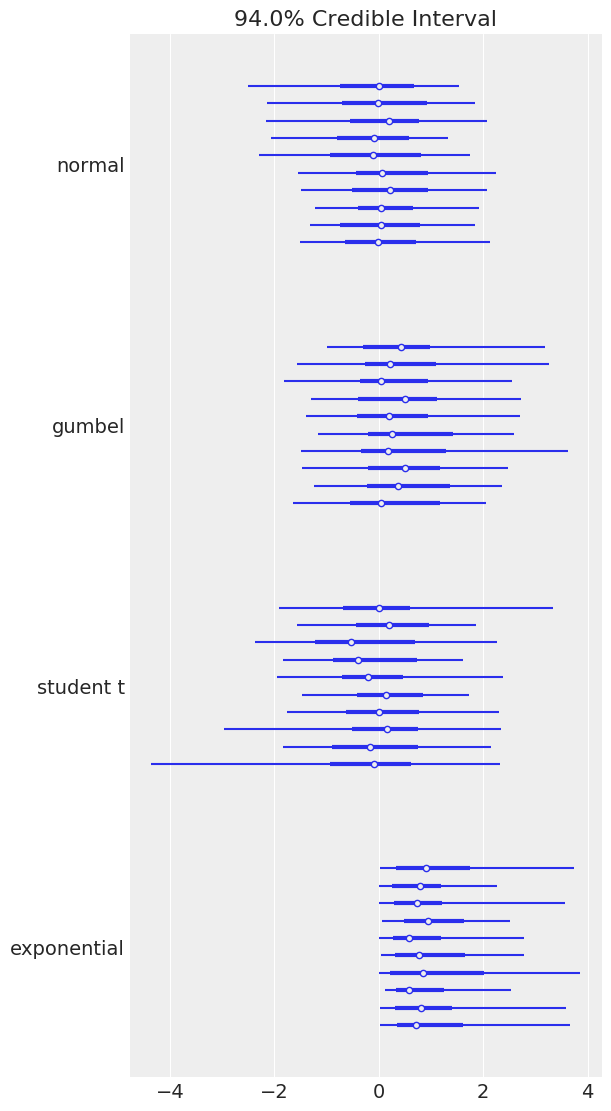 94.0% Credible Interval
normal
gumbel
student t
exponential
−4 −2 0 2 4